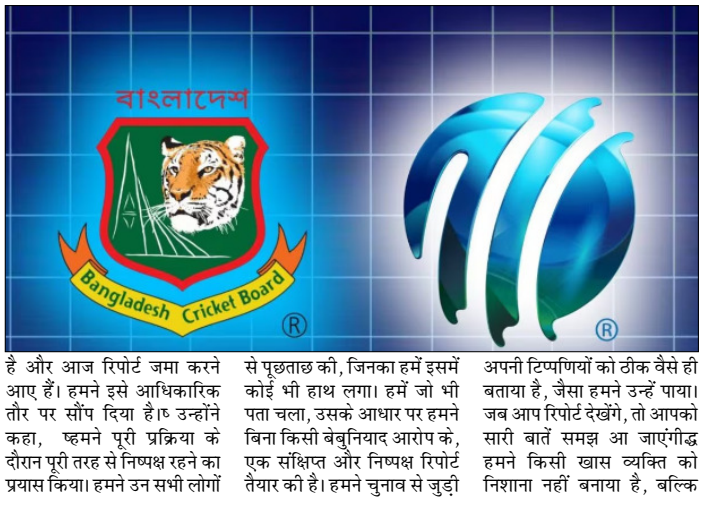 বাংলাদেশ
Bangladesh Cricket Board
®
®
है और आज रिपोर्ट जमा करने
आए हैं। हमने इसे आधिकारिक
तौर पर सौंप दिया है।ष् उन्होंने
कहा, ष्हमने पूरी प्रक्रिया के
दौरान पूरी तरह से निष्पक्ष रहने का
प्रयास किया। हमने उन सभी लोगों
से पूछताछ की, जिनका हमें इसमें
कोई भी हाथ लगा। हमें जो भी
पता चला, उसके आधार पर हमने
बिना किसी बेबुनियाद आरोप के,
एक संक्षिप्त और निष्पक्ष रिपोर्ट
तैयार की है। हमने चुनाव से जुड़ी
अपनी टिप्पणियों को ठीक वैसे ही
बताया है, जैसा हमने उन्हें पाया।
जब आप रिपोर्ट देखेंगे, तो आपको
सारी बातें समझ आ जाएंगीद्ध
हमने किसी खास व्यक्ति को
निशाना नहीं बनाया है, बल्कि